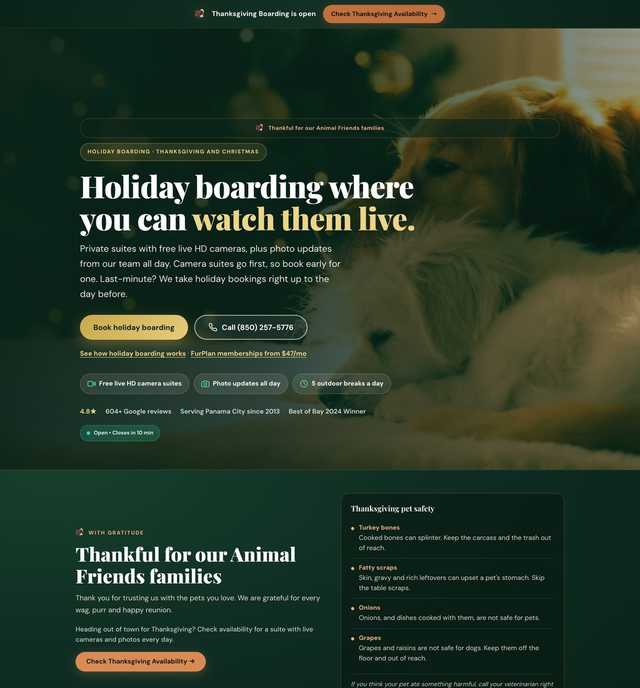 Thanksgiving Boarding is open
Check Thanksgiving Availability →
Thankful for our Animal Friends families
HOLIDAY BOARDING · THANKSGIVING AND CHRISTMAS
Holiday boarding where
you can watch them live.
Private suites with free live HD cameras, plus photo updates
from our team all day. Camera suites go first, so book early for
one. Last-minute? We take holiday bookings right up to the
day before.
Book holiday boarding
Call (850) 257-5776
See how holiday boarding works FurPlan memberships from $47/mo
Free live HD camera suites
Photo updates all day
5 outdoor breaks a day
4.8★ 604+ Google reviews Serving Panama City since 2013 Best of Bay 2024 Winner
Open • Closes in 10 min
WITH GRATITUDE
Thankful for our Animal
Friends families
Thank you for trusting us with the pets you love. We are grateful for every
wag, purr and happy reunion.
Heading out of town for Thanksgiving? Check availability for a suite with live
cameras and photos every day.
Check Thanksgiving Availability →
Thanksgiving pet safety
Turkey bones
Cooked bones can splinter. Keep the carcass and the trash out
of reach.
Fatty scraps
Skin, gravy and rich leftovers can upset a pet's stomach. Skip
the table scraps.
Onions
Onions, and dishes cooked with them, are not safe for pets.
Grapes
Grapes and raisins are not safe for dogs. Keep them off the
floor and out of reach.
If you think your pet ate something harmful, call your veterinarian right